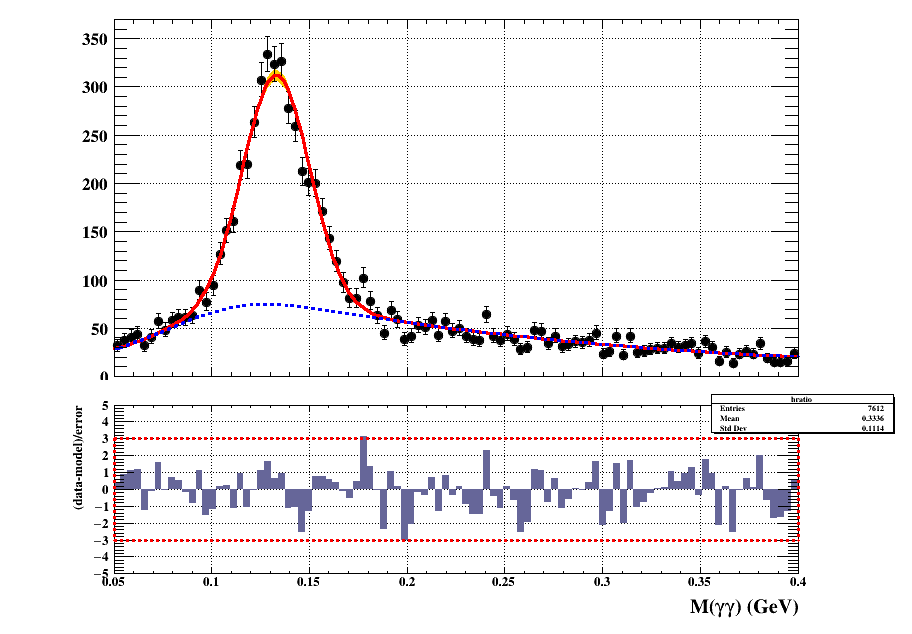 350
300
250
200
150
100
50
0
(data-model)/error
5
4
3
2
1
0
−1
−2
−3
−4
−5
hratio
Entries 7612
Mean 0.3336
Std Dev 0.1114
0.05 0.1 0.15 0.2 0.25 0.3 0.35 0.4
M(γγ) (GeV)